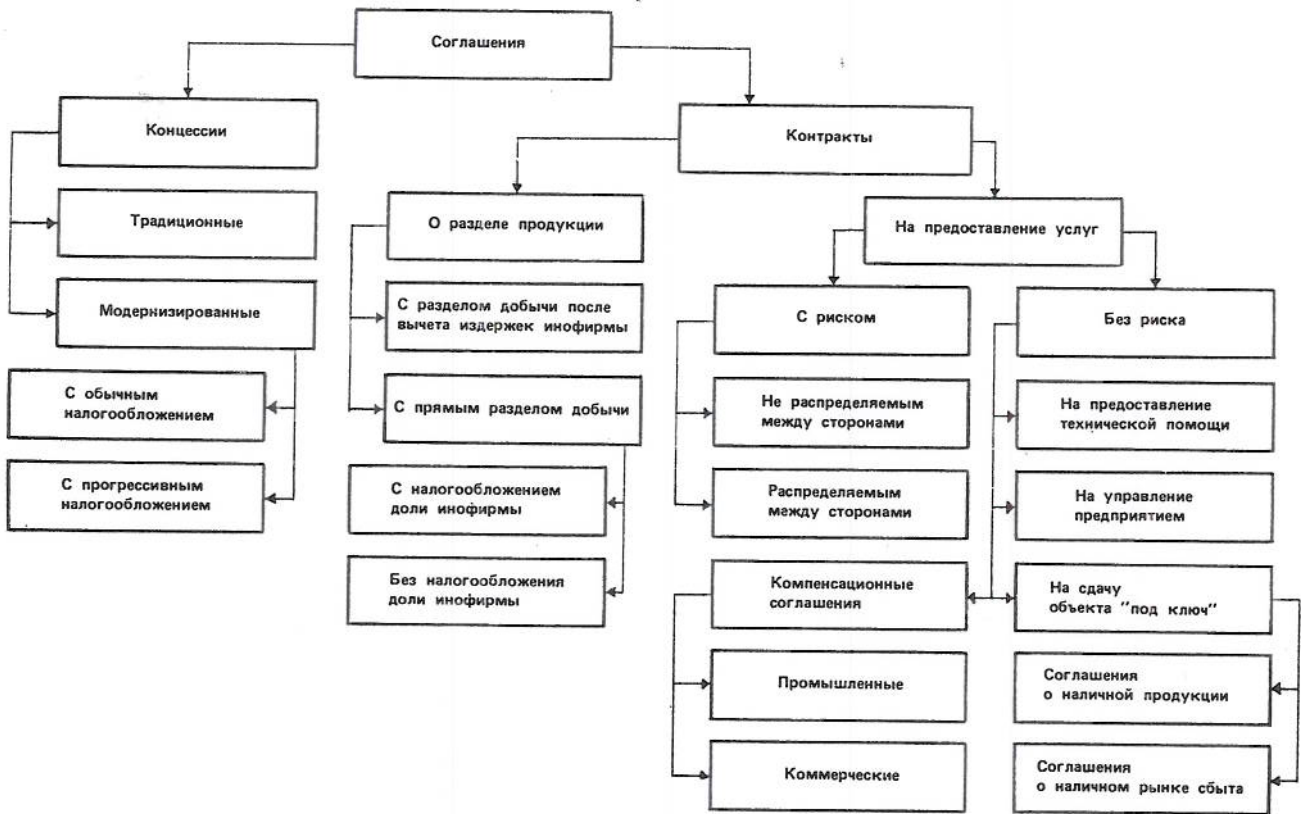 Соглашения
Концессии
Контракты
Традиционные
О разделе продукции
На предоставление услуг
Модернизированные
С разделом добычи после
вычета издержек инофирмы
С риском
Без риска
С обычным
налогообложением
С прямым разделом добычи
Не распределяемым
между сторонами
На предоставление
технической помощи
С прогрессивным
налогообложением
С налогообложением
доли инофирмы
Распределяемым
между сторонами
На управление
предприятием
Без налогообложения
доли инофирмы
Компенсационные
соглашения
На сдачу
объекта "под ключ"
Промышленные
Соглашения
о наличной продукции
Коммерческие
Соглашения
о наличном рынке сбыта